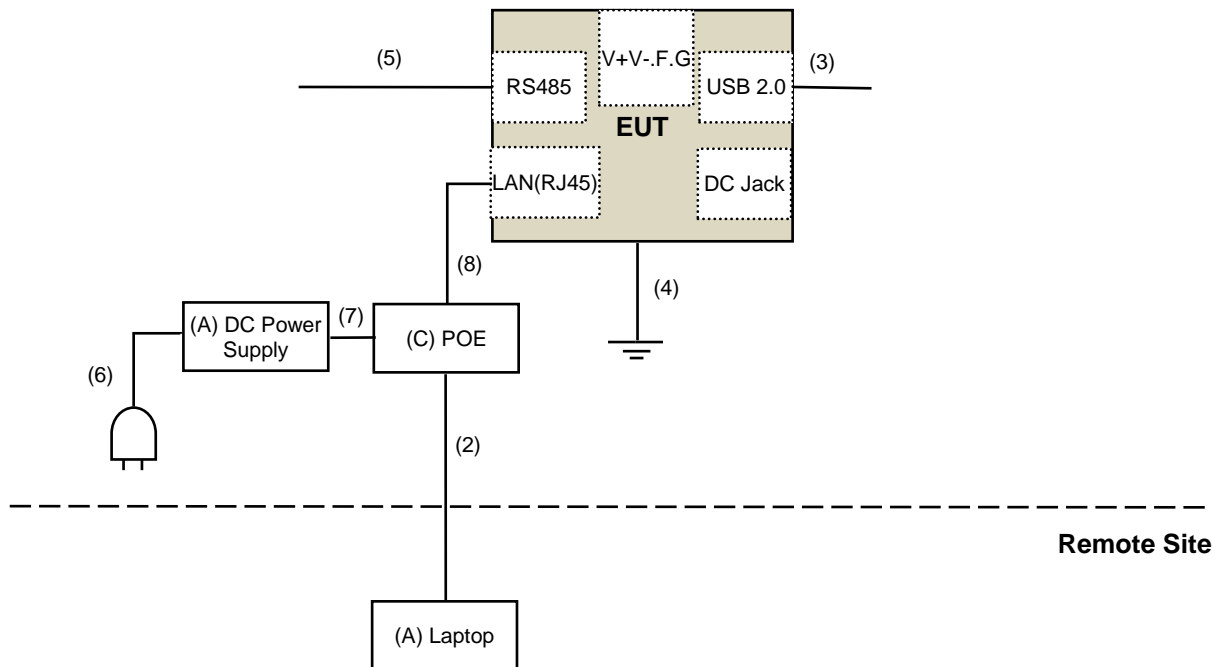 V+V-.F.G
(5)
RS485
USB 2.0
(3)
EUT
LAN(RJ45)
DC Jack
(8)
(4)
(A) DC Power
Supply
(7)
(C) POE
(6)
(2)
Remote Site
(A) Laptop